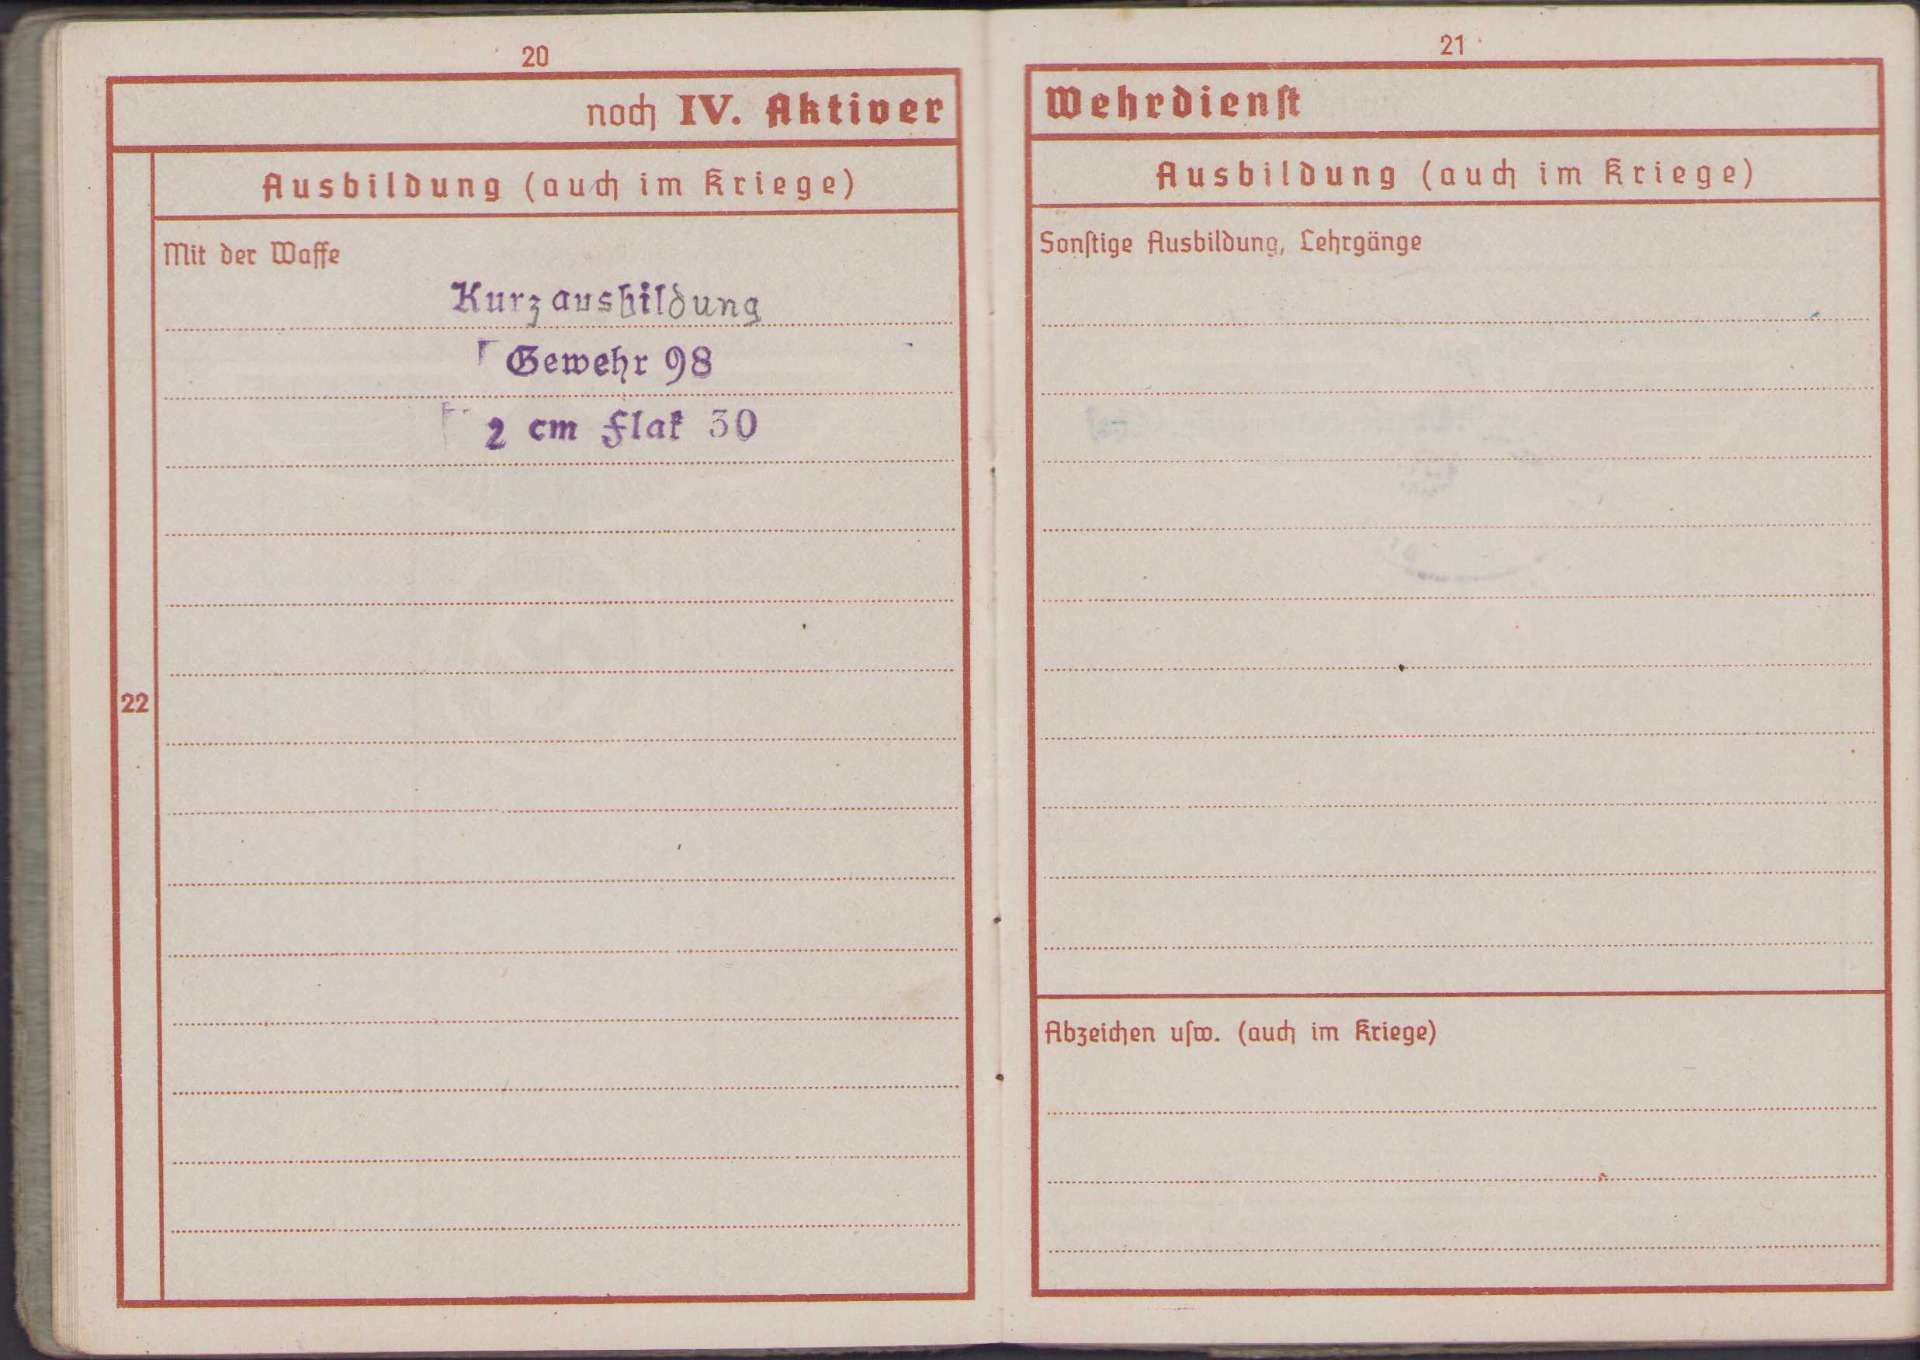 20
noch IV. Aktiver
Ausbildung (auch im Kriege)
Mit der Waffe
Kurzausbildung
Gewehr 98
2 cm Flak 30
22
21
Wehrdienst
Ausbildung (auch im Kriege)
Sonstige Ausbildung, Lehrgänge
Abzeichen usw. (auch im Kriege)